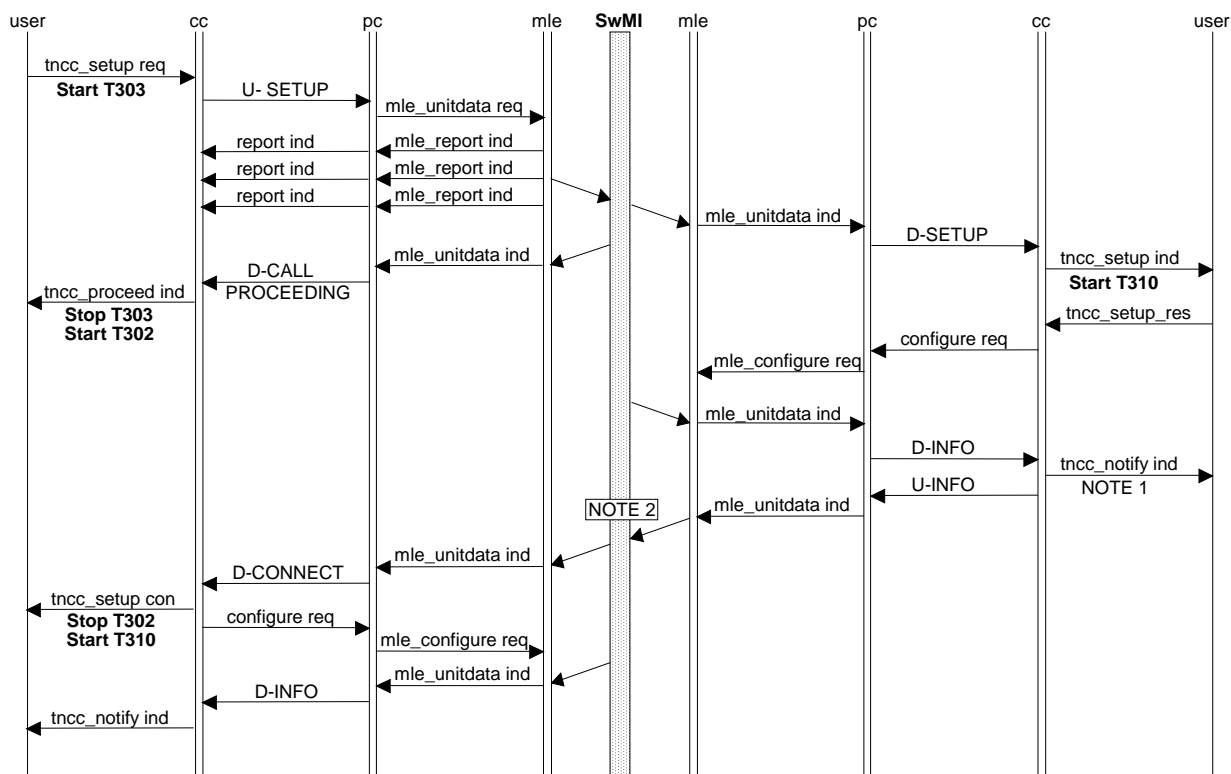 user cc pc mle SwMI mle pc cc user
tncc_setup req
Start T303
U- SETUP
mle_unitdata req
report ind
mle_report ind
report ind
mle_report ind
report ind
mle_report ind
mle_unitdata ind
D-SETUP
mle_unitdata ind
tncc_setup ind
D-CALL
PROCEEDING
Start T310
tncc_proceed ind
Stop T303
Start T302
tncc_setup_res
configure req
mle_configure req
mle_unitdata ind
D-INFO
tncc_notify ind
NOTE 1
U-INFO
NOTE 2
mle_unitdata ind
mle_unitdata ind
D-CONNECT
tncc_setup con
Stop T302
Start T310
configure req
mle_configure req
mle_unitdata ind
D-INFO
tncc_notify ind